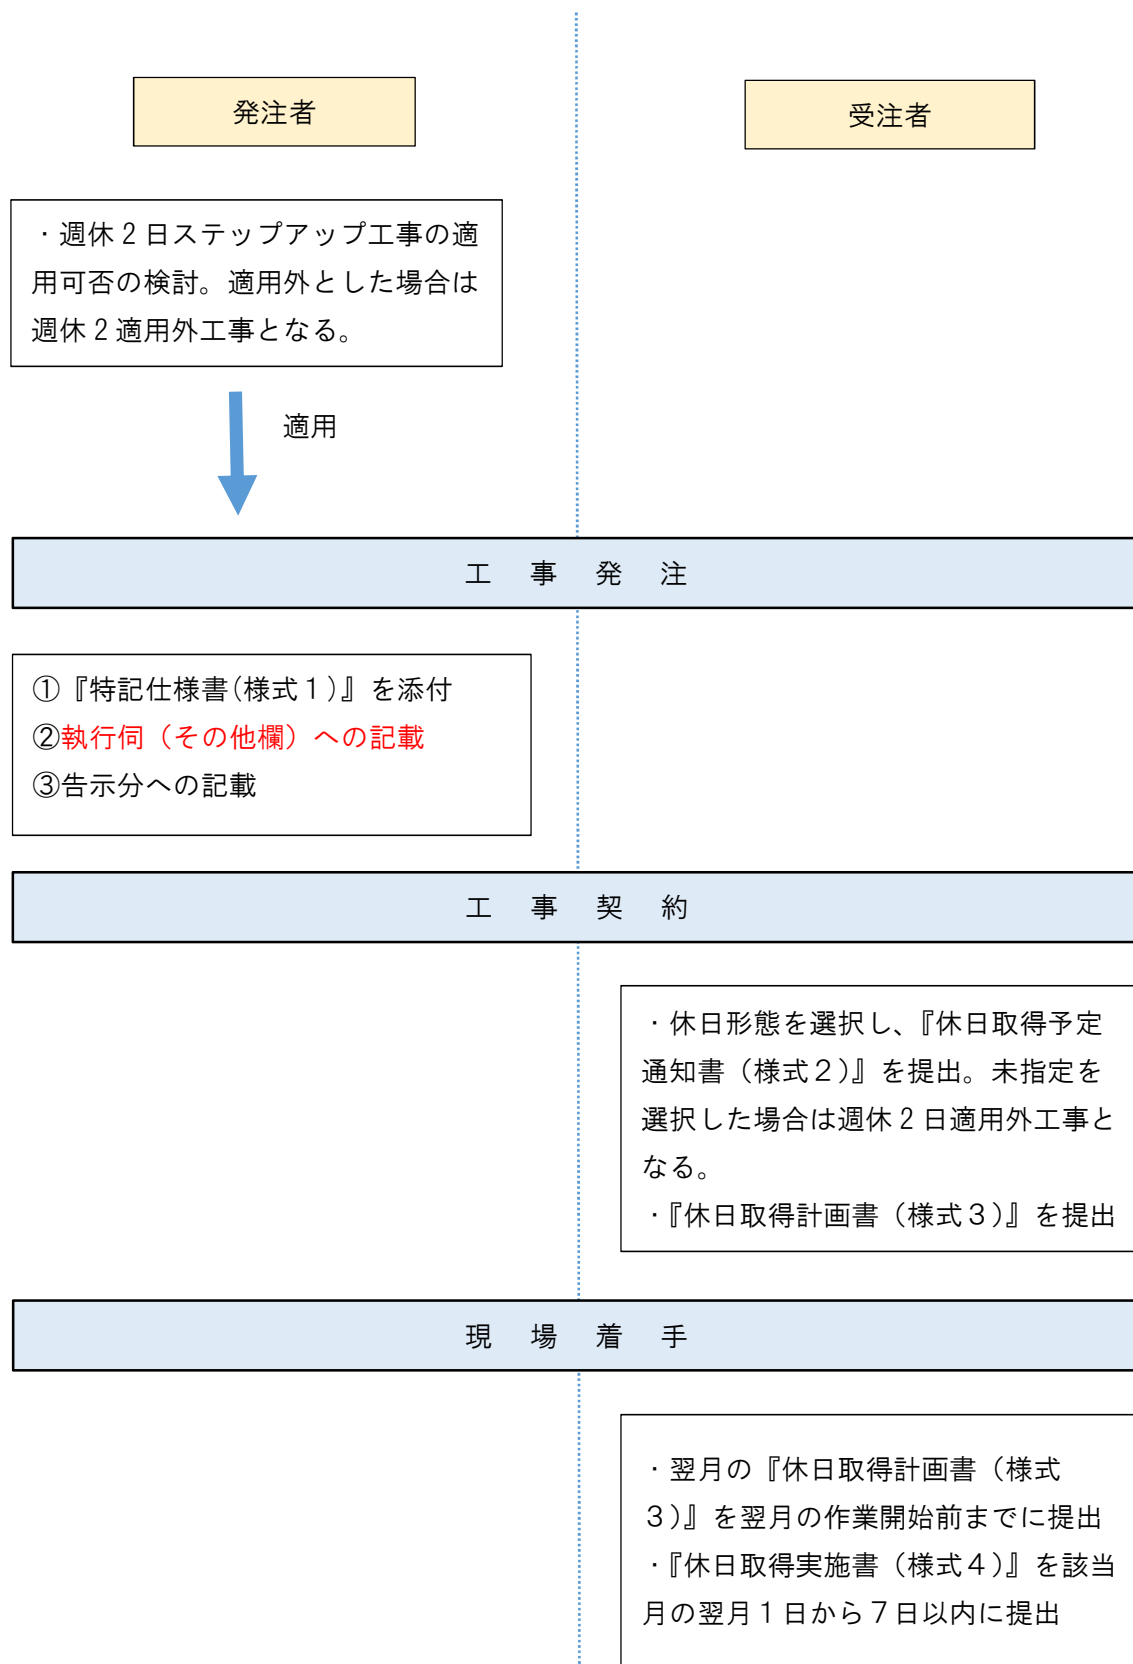 発注者
受注者
・週休２日ステップアップ工事の適
用可否の検討。適用外とした場合は
週休２適用外工事となる。
適用
工　事　発　注
①『特記仕様書(様式１)』を添付
②執行伺（その他欄）への記載
③告示分への記載
工　事　契　約
・休日形態を選択し、『休日取得予定
通知書（様式２）』を提出。未指定を
選択した場合は週休２日適用外工事と
なる。
・『休日取得計画書（様式３）』を提出
現　場　着　手
・翌月の『休日取得計画書（様式
３）』を翌月の作業開始前までに提出
・『休日取得実施書（様式４）』を該当
月の翌月１日から７日以内に提出